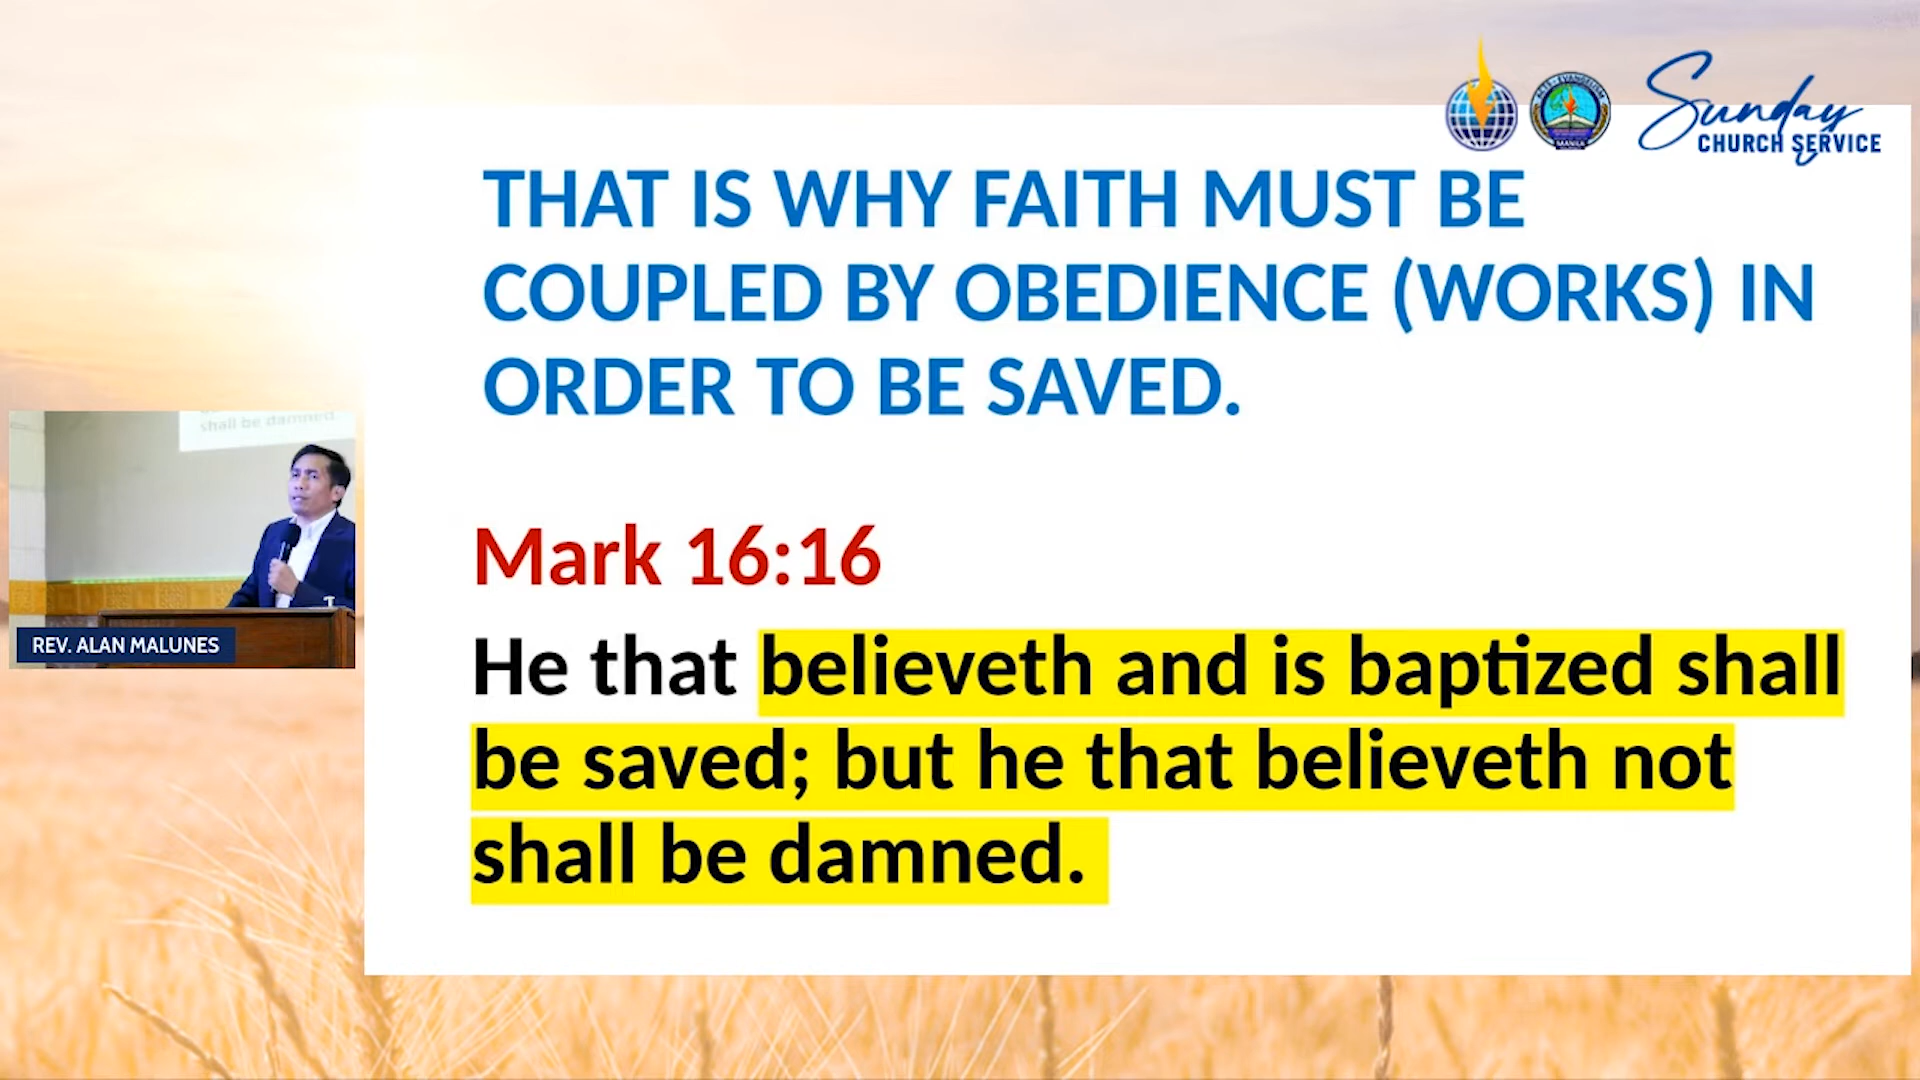 Sunday
CHURCH SERVICE
MANILA
THAT IS WHY FAITH MUST BE
COUPLED BY OBEDIENCE (WORKS) IN
ORDER TO BE SAVED.
Mark 16:16
He that believeth and is baptized shall
be saved; but he that believeth not
shall be damned.
shall be damned.
REV. ALAN MALUNES